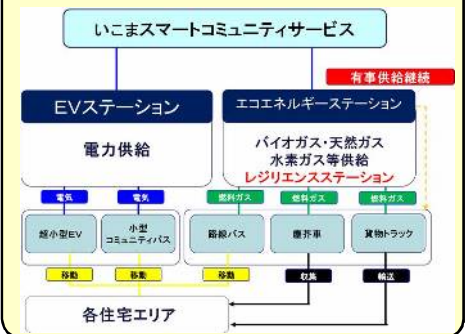 いこまスマートコミュニティサービス
有事供給継続
EVステーション
エコエネルギーステーション
電力供給
バイオガス・天然ガス
水素ガス等供給
レジリエンスステーション
電気
電気
燃料ガス
燃料ガス
燃料ガス
超小型EV
小型
コミュニティバス
路線バス
塵芥車
貨物トラック
移動
移動
移動
収集
輸送
各住宅エリア